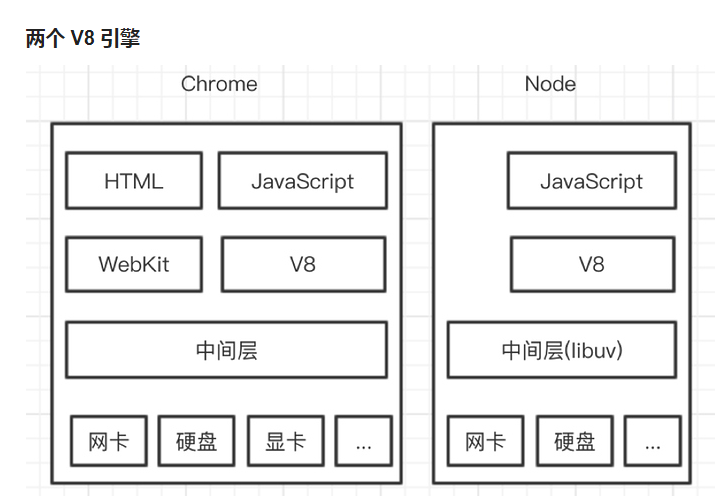 两个 V8 引擎
Chrome Node
HTML JavaScript JavaScript
WebKit V8 V8
中间层 中间层(libuv)
网卡 硬盘 显卡 ... 网卡 硬盘 ...